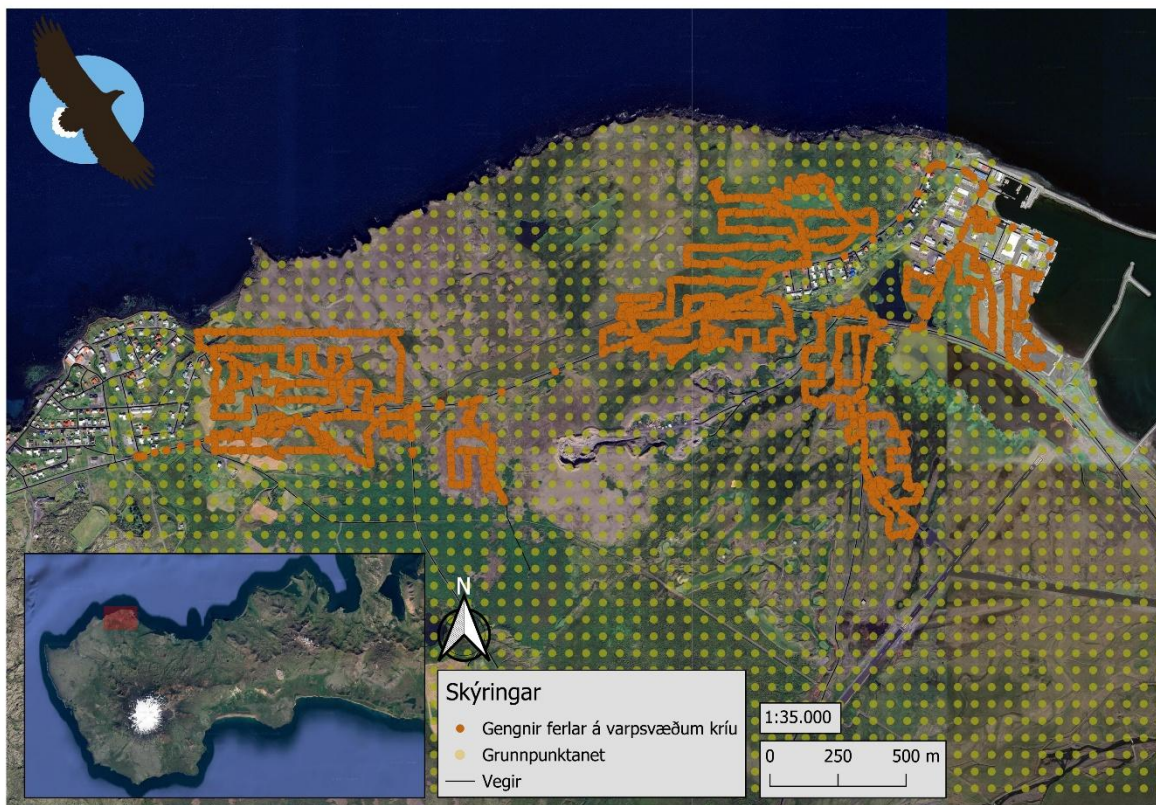 N
Skýringar
Gengnir ferlar á varpsvæðum kríu
Grunnpunktanet
Vegir
1:35.000
0 250 500 m